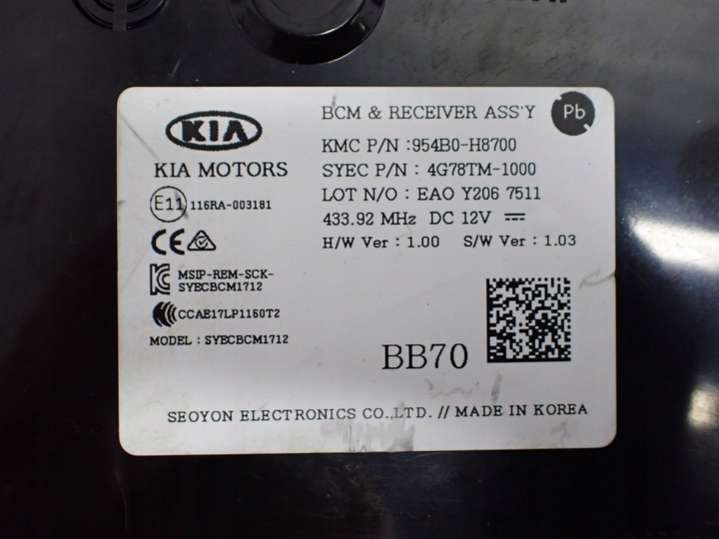 KIA
KIA MOTORS
E11 116RA-003181
CE
MSIP-REM-SCK-
SYECBCM1712
CCAB17LP1160T2
MODEL : SYECBCM1712
BCM & RECEIVER ASS'Y
Pb
KMC P/N :954B0-H8700
SYEC P/N : 4G78TM-1000
LOT N/O : EAO Y206 7511
433.92 MHz DC 12V
H/W Ver : 1.00 S/W Ver : 1.03
BB70
SEOYON ELECTRONICS CO.,LTD. // MADE IN KOREA